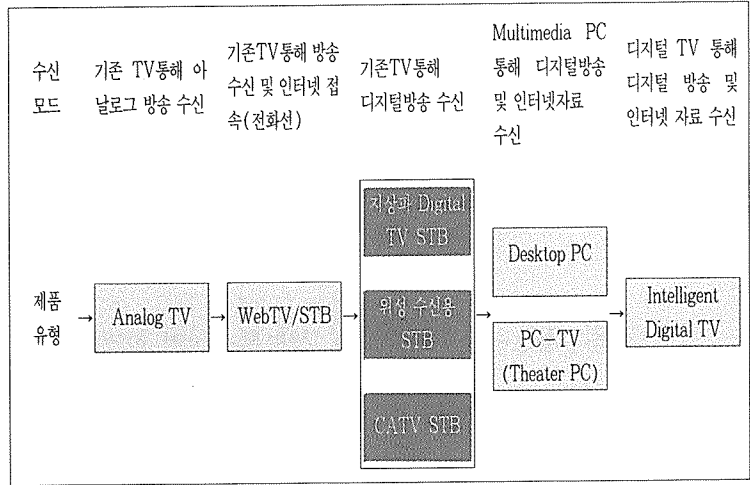 수신
모드
기존 TV통해 아
날로그 방송 수신
기존TV통해 방송
수신 및 인터넷 접
속(전화선)
기존TV통해
디지털방송 수신
Multimedia PC
통해 디지털방송
및 인터넷자료
수신
디지털 TV 통해
디지털 방송 및
인터넷 자료 수신
제품
유형
→
Analog TV
→
WebTV/STB
→
지상파 Digital
TV STB
위성 수신용
STB
CATV STB
→
Desktop PC
PC-TV
(Theater PC)
→
Intelligent
Digital TV